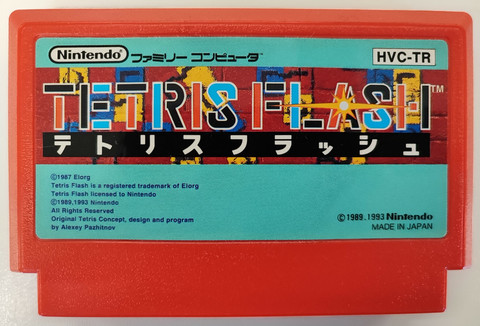 Nintendo ファミリー コンピュータ HVC-TR
TETRIS FLASH™
テトリスフラッシュ
©1987 Elorg
Tetris Flash is a registered trademark of Elorg
Tetris Flash licensed to Nintendo
©1989,1993 Nintendo
All Rights Reserved
Original Tetris Concept, design and program
by Alexey Pazhitnov
©1989.1993 Nintendo
MADE IN JAPAN